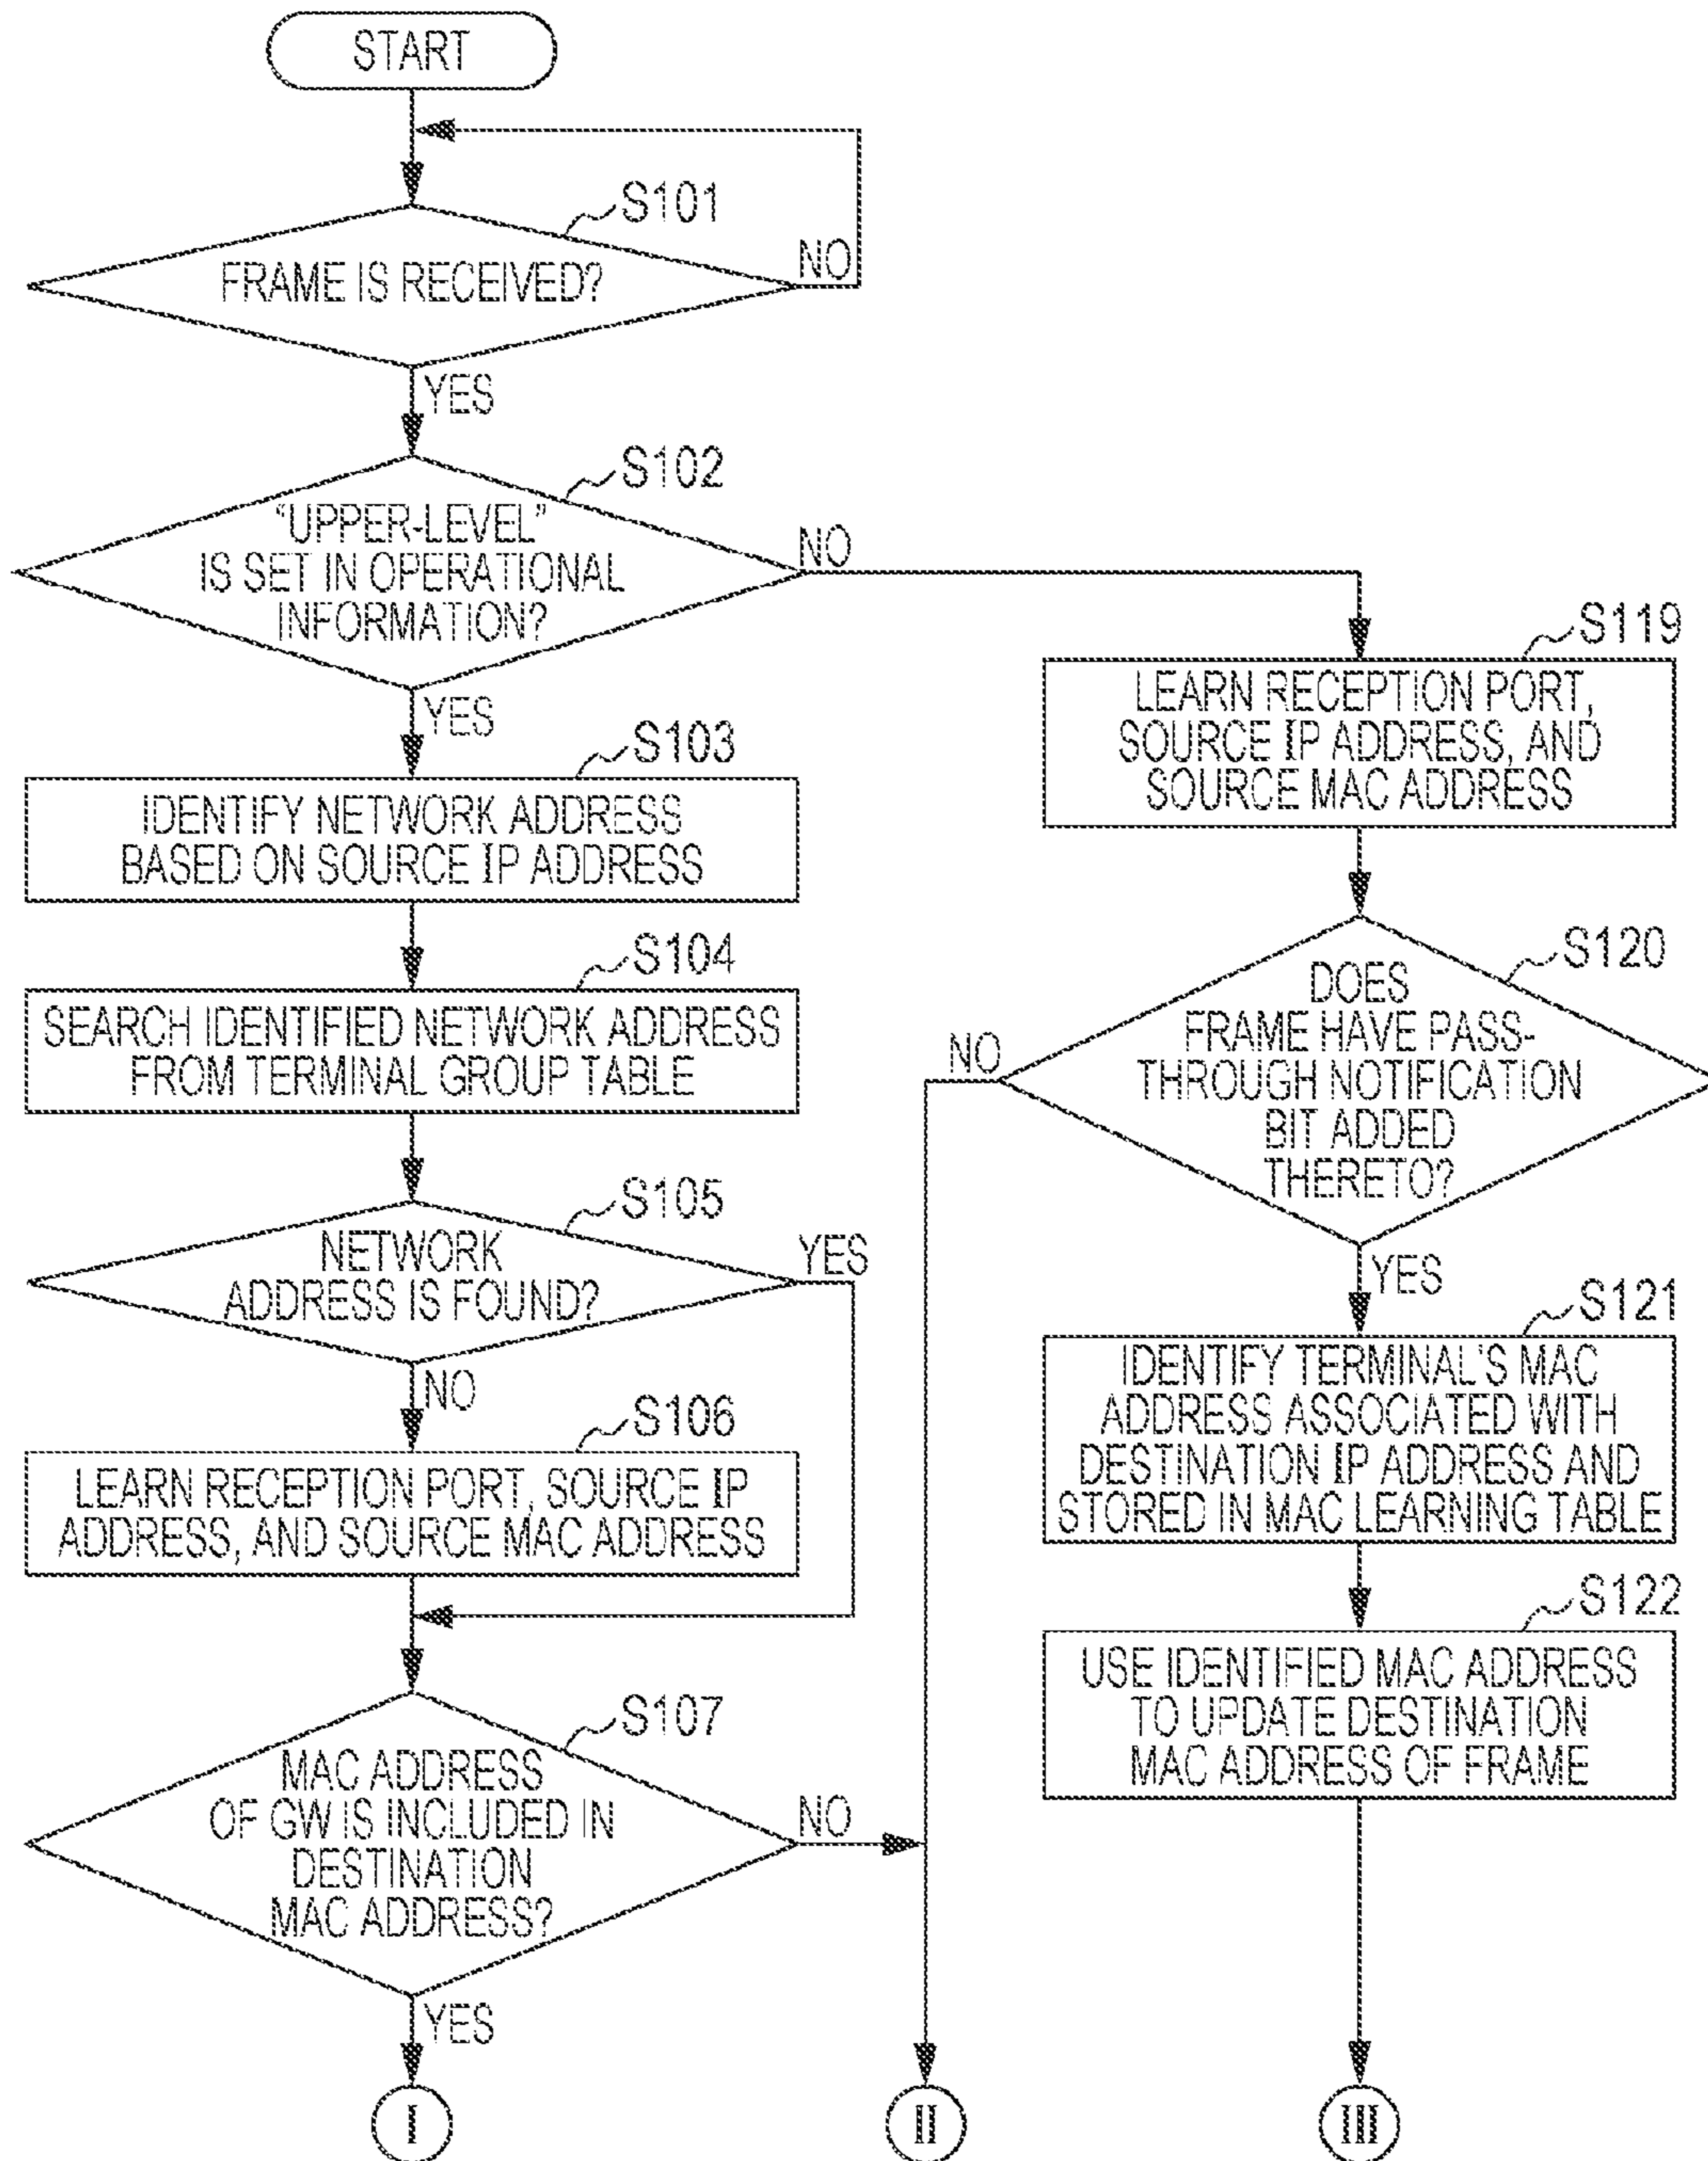 START
S101
FRAME IS RECEIVED?
NO
YES
S102
"UPPER-LEVEL"
IS SET IN OPERATIONAL
INFORMATION?
NO
YES
S103
IDENTIFY NETWORK ADDRESS
BASED ON SOURCE IP ADDRESS
S104
SEARCH IDENTIFIED NETWORK ADDRESS
FROM TERMINAL GROUP TABLE
S105
NETWORK
ADDRESS IS FOUND?
YES
NO
S106
LEARN RECEPTION PORT, SOURCE IP
ADDRESS, AND SOURCE MAC ADDRESS
S107
MAC ADDRESS
OF GW IS INCLUDED IN
DESTINATION
MAC ADDRESS?
NO
YES
I
II
S119
LEARN RECEPTION PORT,
SOURCE IP ADDRESS, AND
SOURCE MAC ADDRESS
S120
DOES
FRAME HAVE PASS-
THROUGH NOTIFICATION
BIT ADDED
THERETO?
NO
YES
S121
IDENTIFY TERMINAL'S MAC
ADDRESS ASSOCIATED WITH
DESTINATION IP ADDRESS AND
STORED IN MAC LEARNING TABLE
S122
USE IDENTIFIED MAC ADDRESS
TO UPDATE DESTINATION
MAC ADDRESS OF FRAME
III